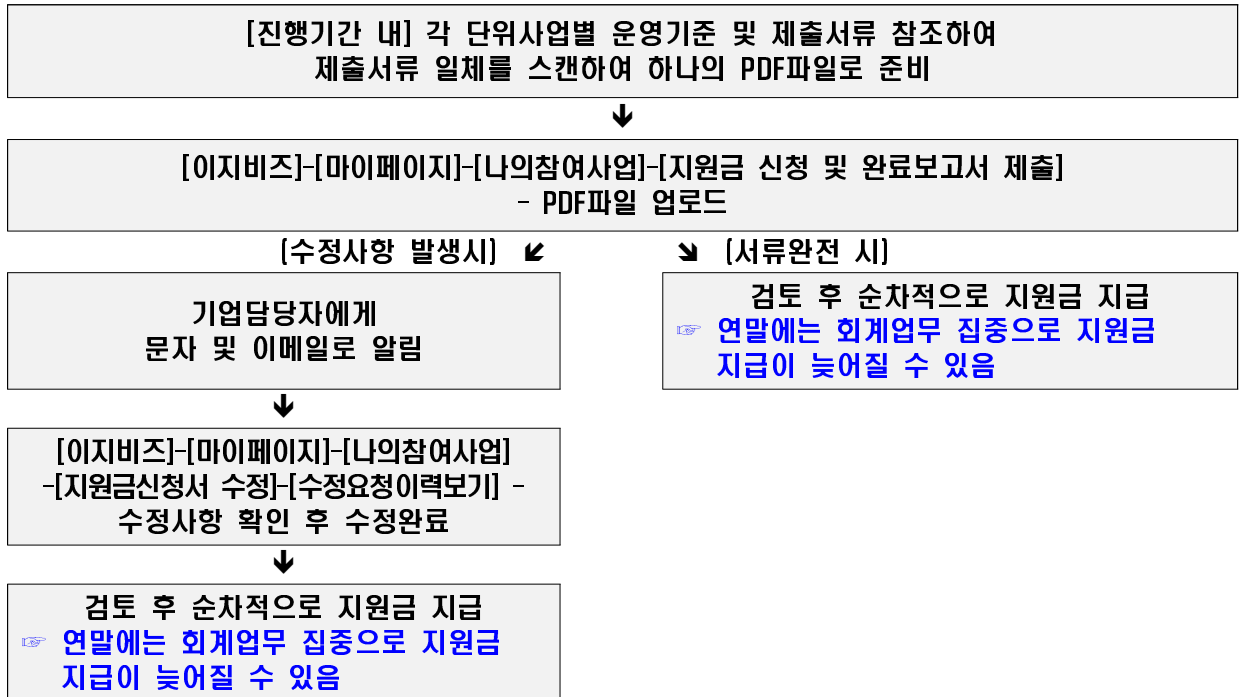 [진행기간 내] 각 단위사업별 운영기준 및 제출서류 참조하여
제출서류 일체를 스캔하여 하나의 PDF파일로 준비
🡫
[이지비즈]-[마이페이지]-[나의참여사업]-[지원금 신청 및 완료보고서 제출]
- PDF파일 업로드
(수정사항 발생시) 🡯
🡮 (서류완전 시)
기업담당자에게
문자 및 이메일로 알림
검토 후 순차적으로 지원금 지급
☞ 연말에는 회계업무 집중으로 지원금
지급이 늦어질 수 있음
🡫
[이지비즈]-[마이페이지]-[나의참여사업]
-[지원금신청서 수정]-[수정요청이력보기] -
수정사항 확인 후 수정완료
🡫
검토 후 순차적으로 지원금 지급
☞ 연말에는 회계업무 집중으로 지원금
지급이 늦어질 수 있음